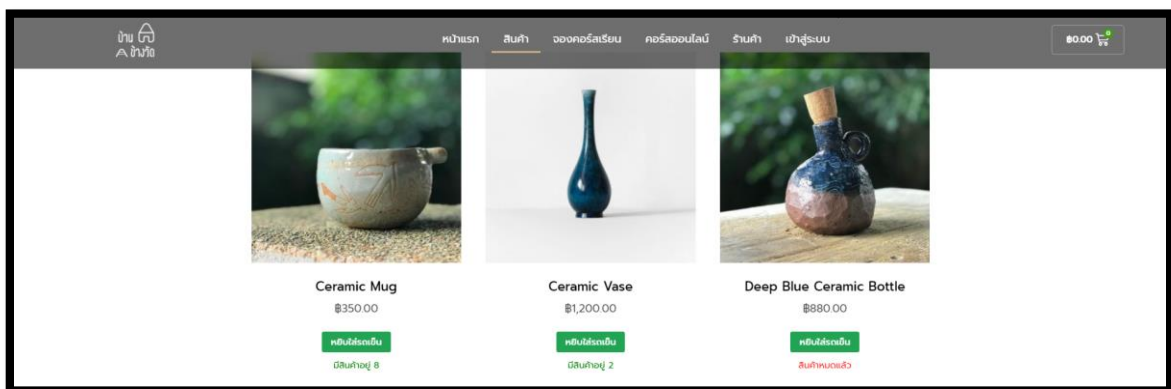 บ้าน
ข้างวัด
หน้าแรก สินค้า จองคอร์สเรียน คอร์สออนไลน์ ร้านค้า เข้าสู่ระบบ ฿0.00 0
Ceramic Mug Ceramic Vase Deep Blue Ceramic Bottle
฿350.00 ฿1,200.00 ฿880.00
หยิบใส่รถเข็น หยิบใส่รถเข็น หยิบใส่รถเข็น
มีสินค้าอยู่ 8 มีสินค้าอยู่ 2 สินค้าหมดแล้ว